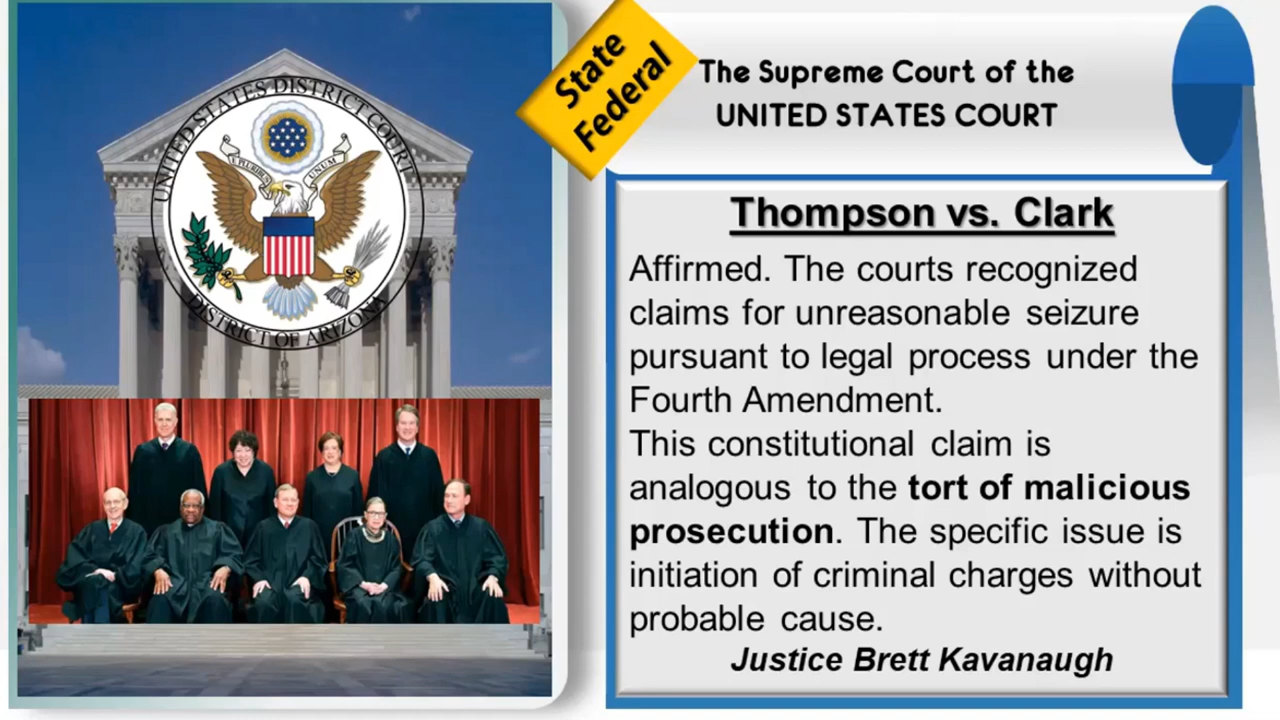 UNITED STATES DISTRICT COURT
E PLURIBUS UNUM
DISTRICT OF ARIZONA
State
Federal
The Supreme Court of the
UNITED STATES COURT
Thompson vs. Clark
Affirmed. The courts recognized
claims for unreasonable seizure
pursuant to legal process under the
Fourth Amendment.
This constitutional claim is
analogous to the tort of malicious
prosecution. The specific issue is
initiation of criminal charges without
probable cause.
Justice Brett Kavanaugh